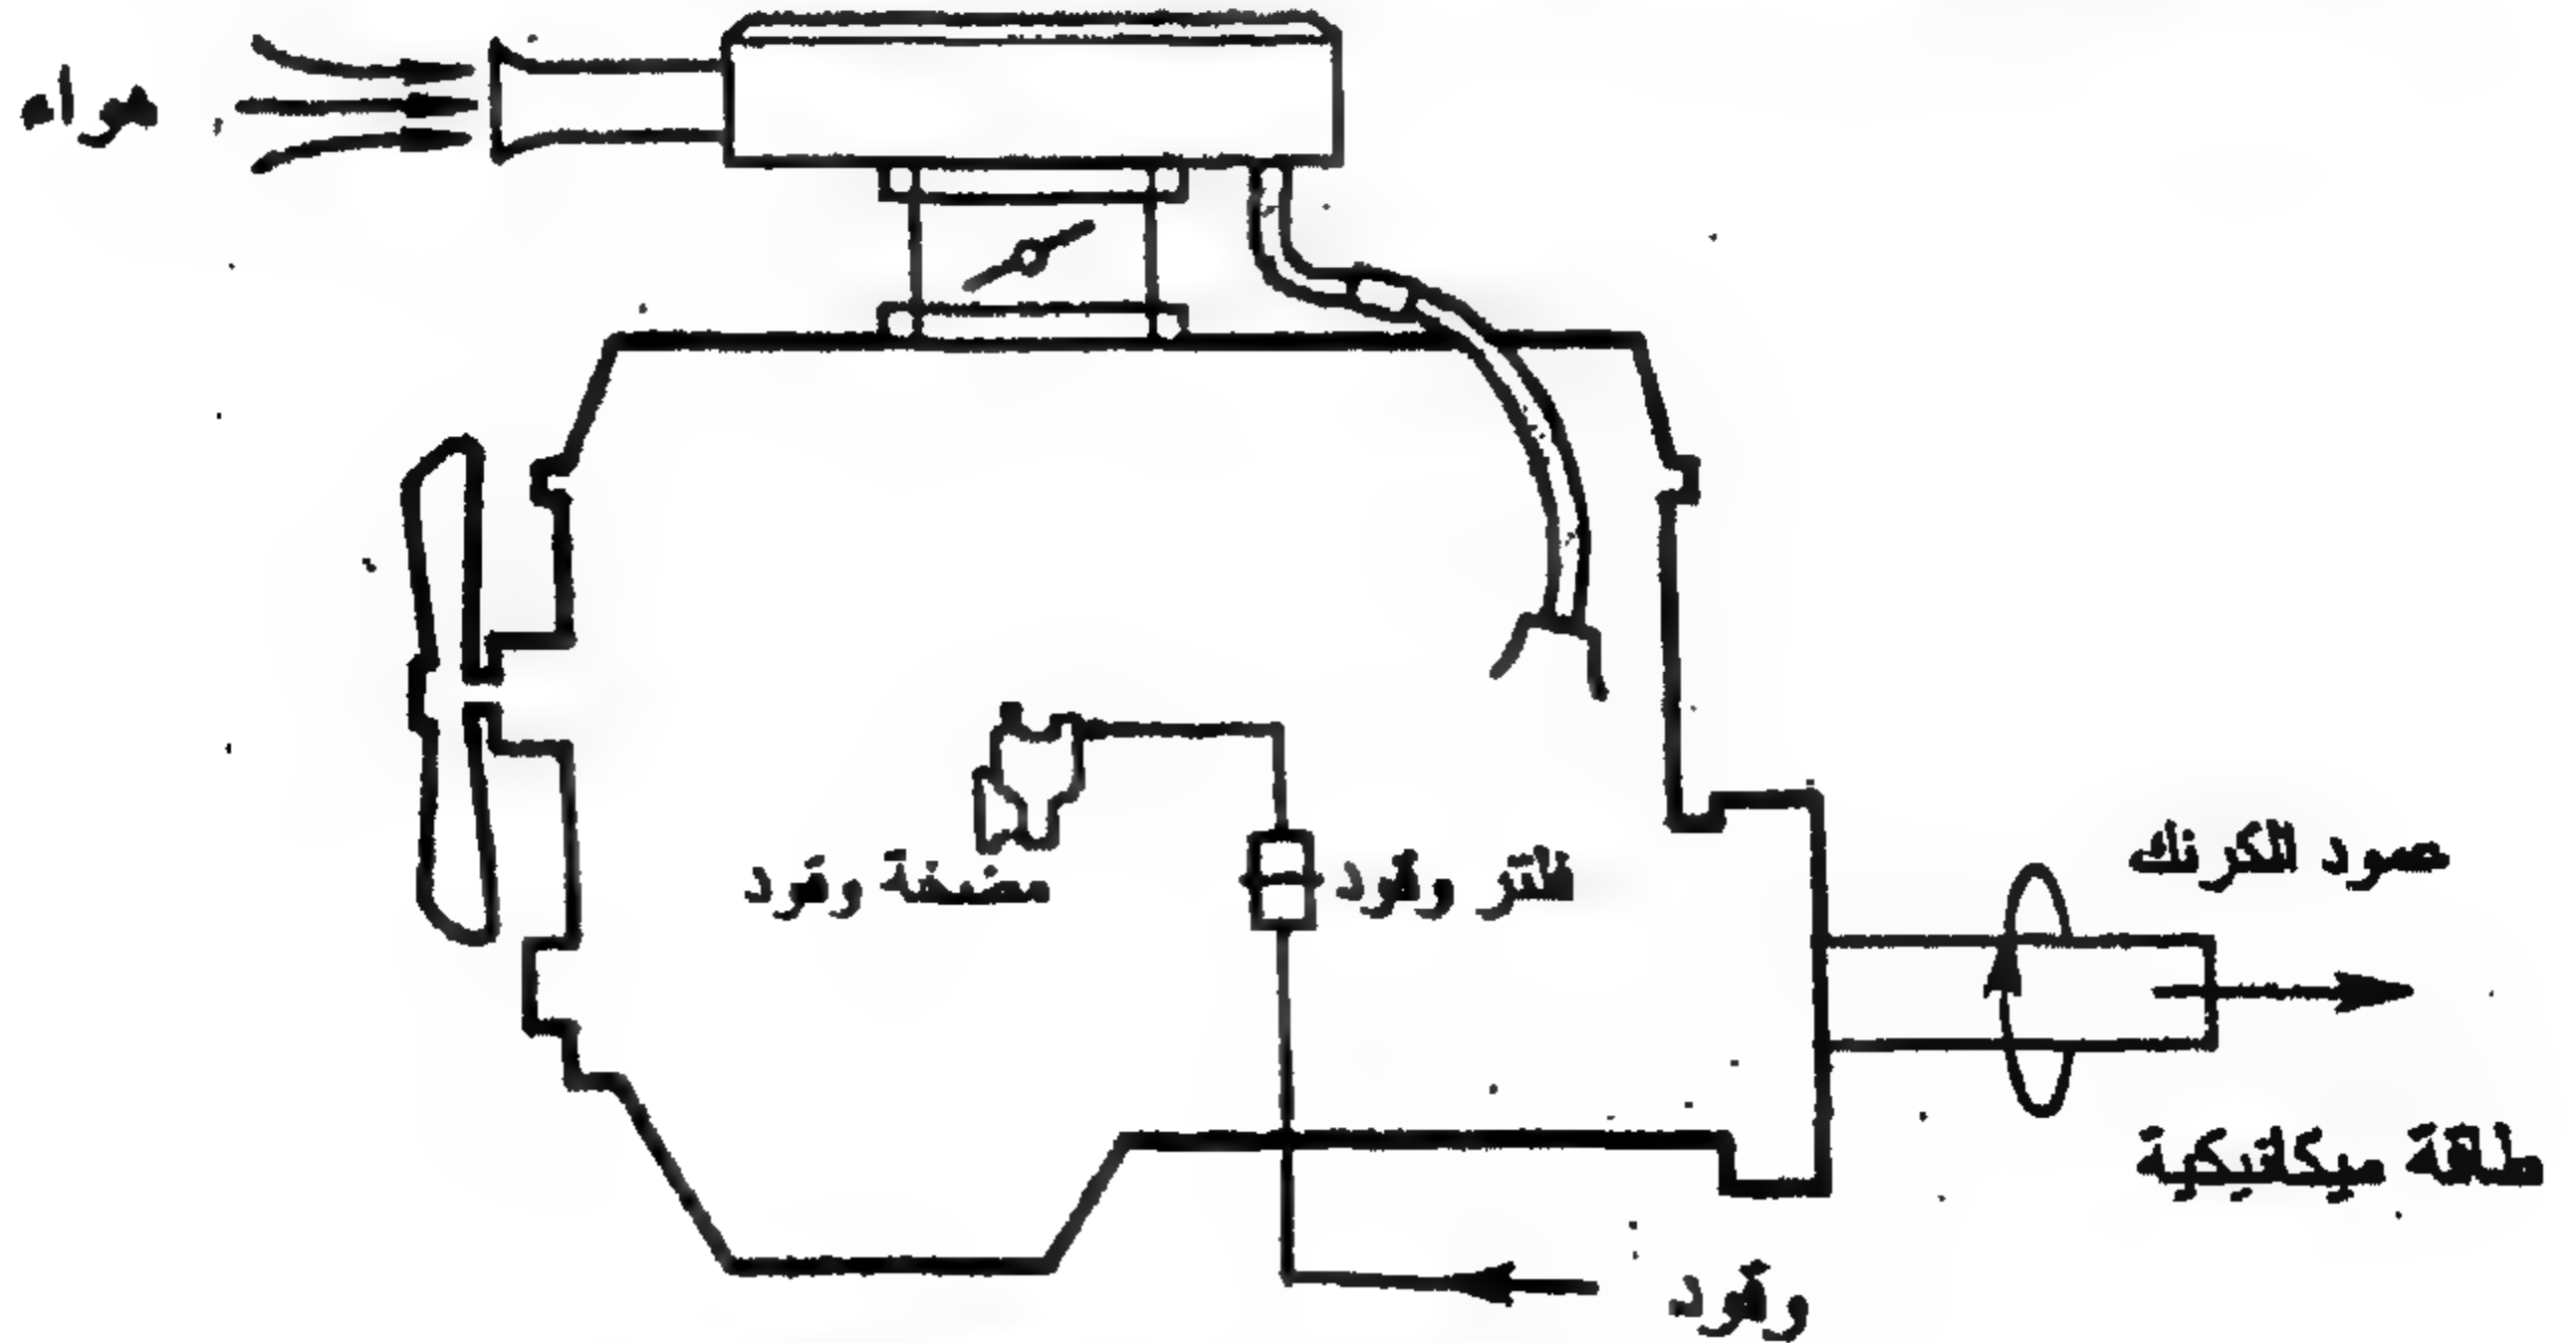 هواء
مضخة وقود
فلتر وقود
عمود الكرنك
طاقة ميكانيكية
وقود